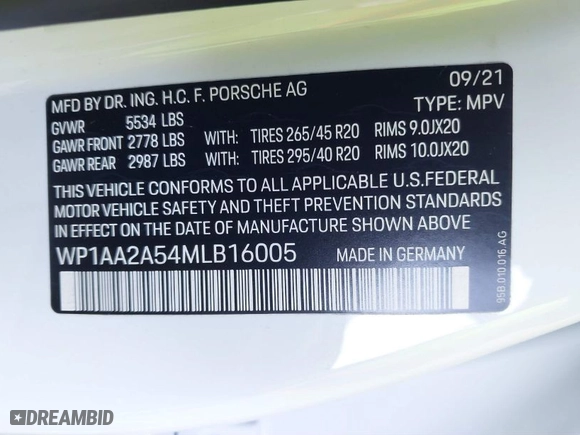 MFD BY DR. ING. H.C. F. PORSCHE AG 09/21
GVWR 5534 LBS TYPE: MPV
GAWR FRONT 2778 LBS WITH: TIRES 265/45 R20 RIMS 9.0JX20
GAWR REAR 2987 LBS WITH: TIRES 295/40 R20 RIMS 10.0JX20
THIS VEHICLE CONFORMS TO ALL APPLICABLE U.S.FEDERAL
MOTOR VEHICLE SAFETY AND THEFT PREVENTION STANDARDS
IN EFFECT ON THE DATE OF MANUFACTURE SHOWN ABOVE
WP1AA2A54MLB16005
95B 010 016 AG
DREAMBID